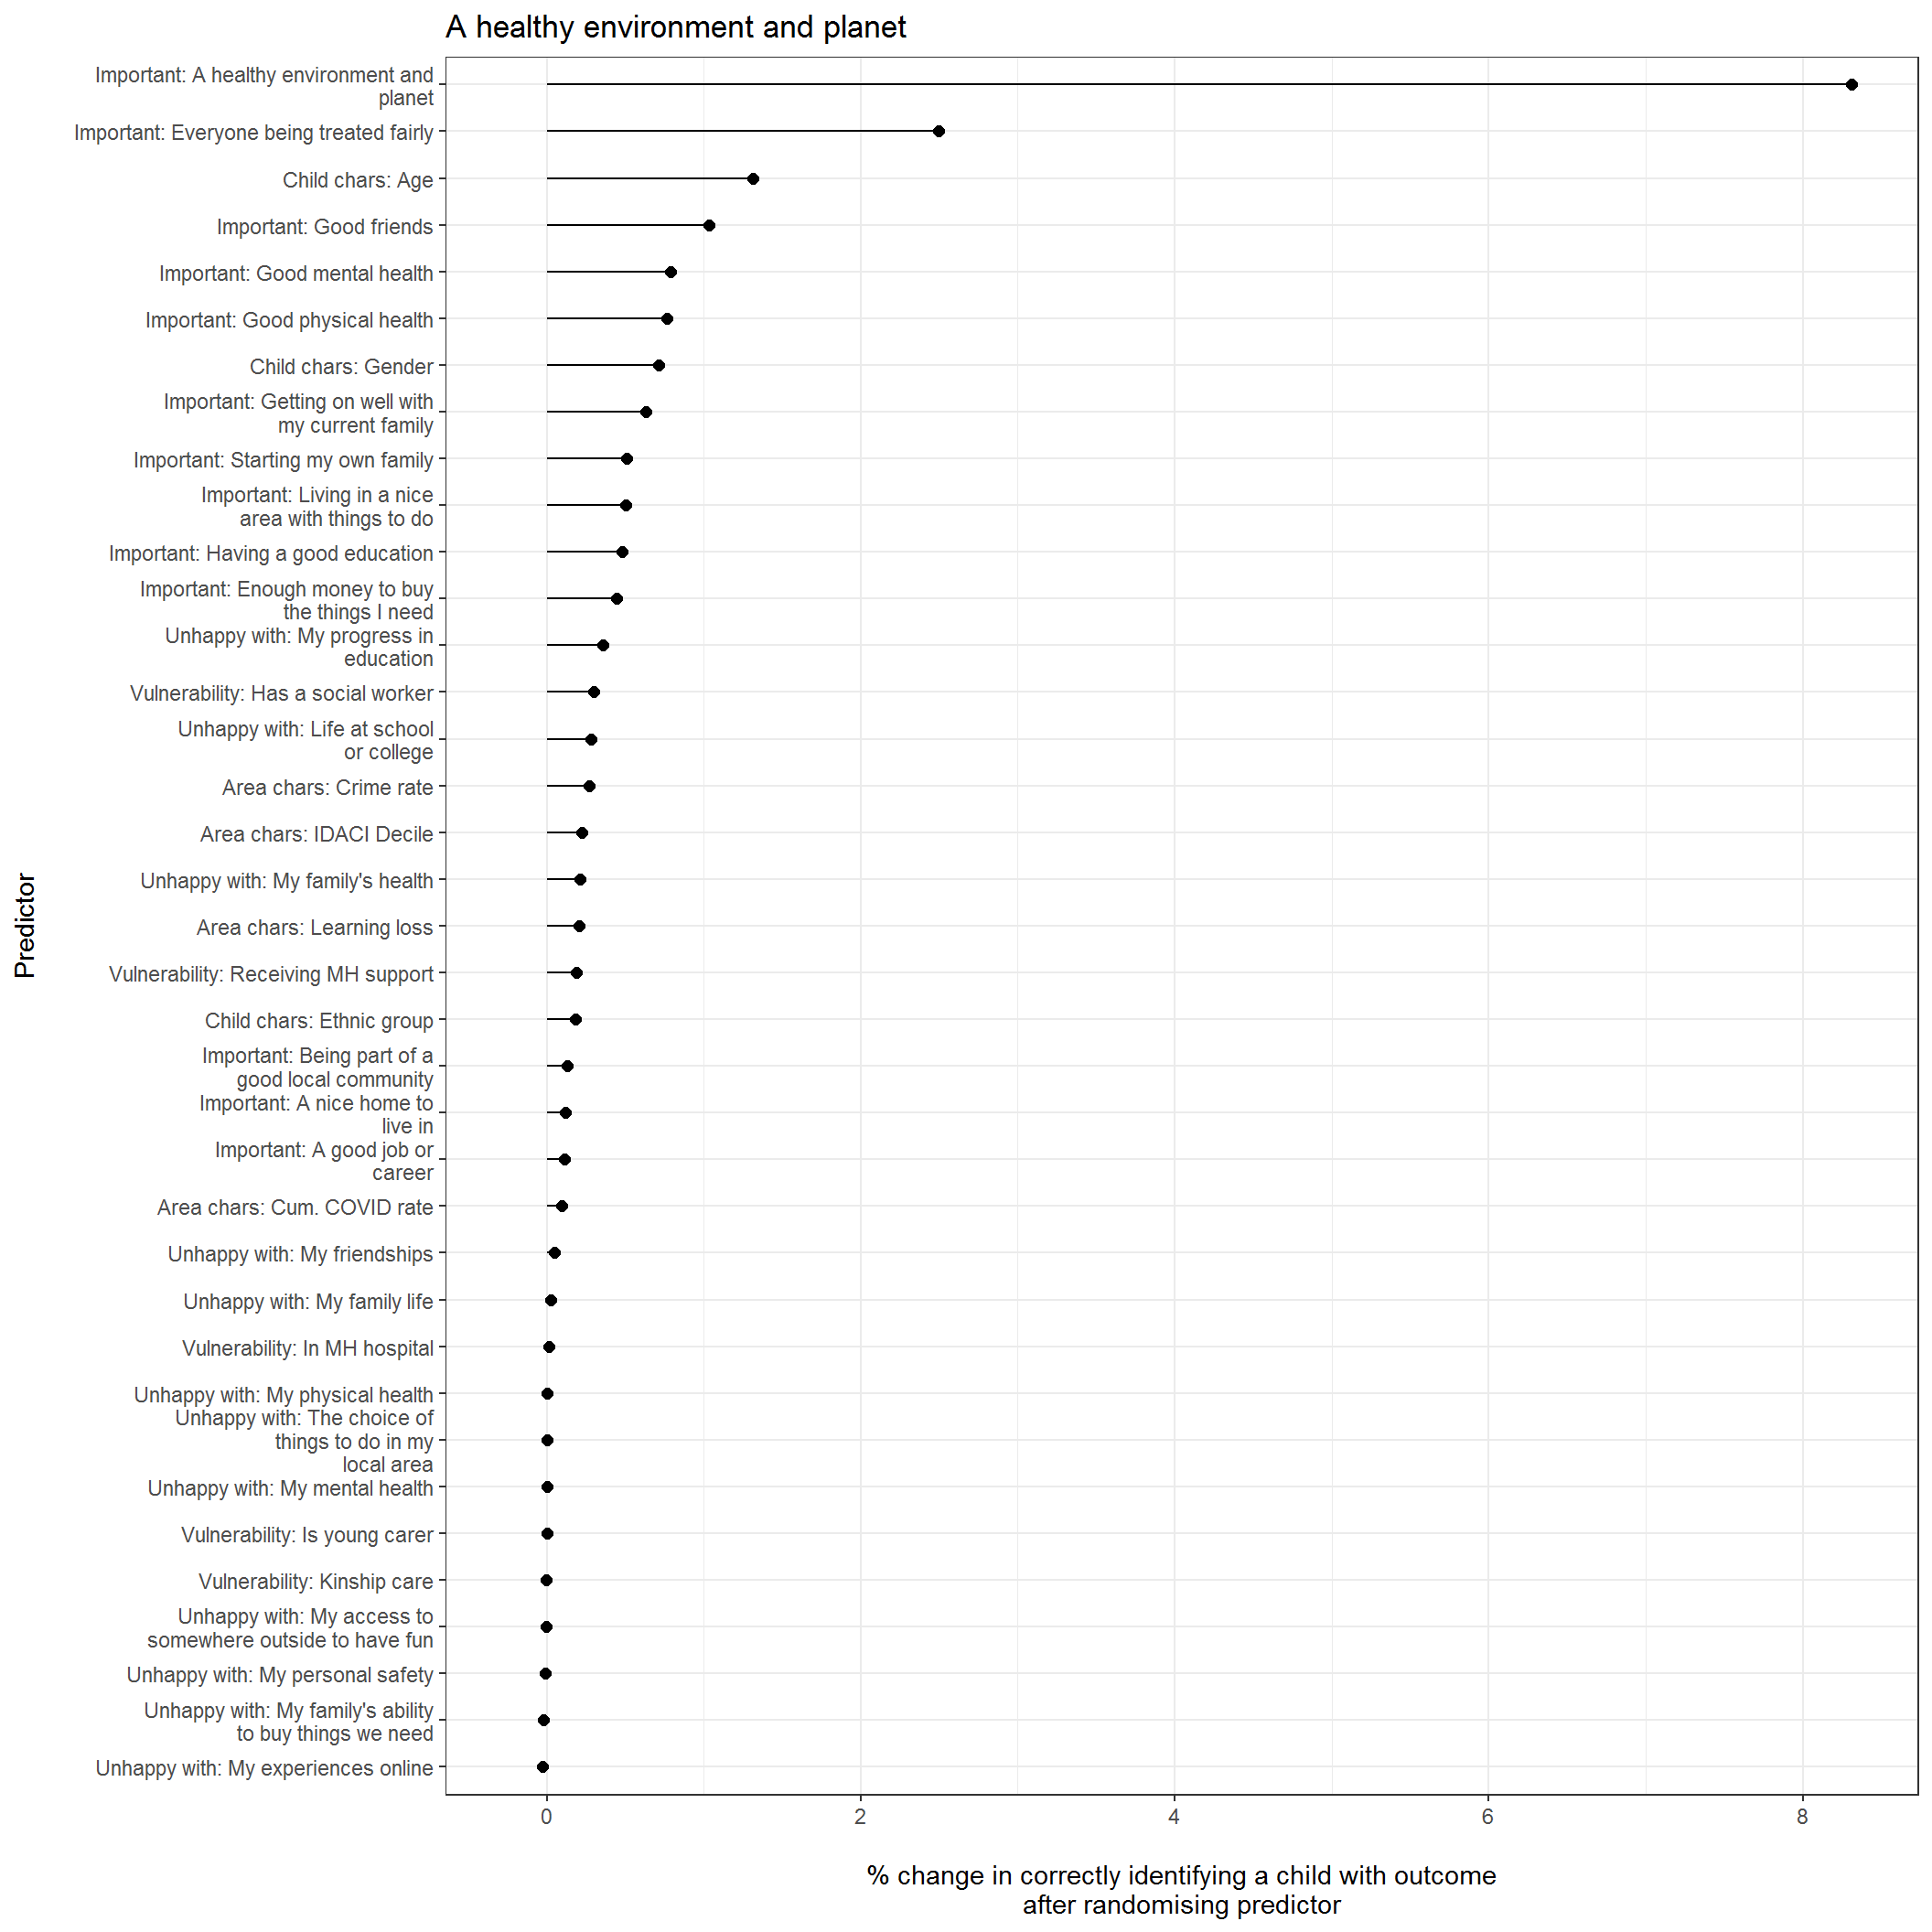 A healthy environment and planet
Important: A healthy environment and
planet
Important: Everyone being treated fairly
Child chars: Age
Important: Good friends
Important: Good mental health
Important: Good physical health
Child chars: Gender
Important: Getting on well with
my current family
Important: Starting my own family
Important: Living in a nice
area with things to do
Important: Having a good education
Important: Enough money to buy
the things I need
Unhappy with: My progress in
education
Vulnerability: Has a social worker
Unhappy with: Life at school
or college
Area chars: Crime rate
Area chars: IDACI Decile
Unhappy with: My family's health
Area chars: Learning loss
Vulnerability: Receiving MH support
Child chars: Ethnic group
Important: Being part of a
good local community
Important: A nice home to
live in
Important: A good job or
career
Area chars: Cum. COVID rate
Unhappy with: My friendships
Unhappy with: My family life
Vulnerability: In MH hospital
Unhappy with: My physical health
Unhappy with: The choice of
things to do in my
local area
Unhappy with: My mental health
Vulnerability: Is young carer
Vulnerability: Kinship care
Unhappy with: My access to
somewhere outside to have fun
Unhappy with: My personal safety
Unhappy with: My family's ability
to buy things we need
Unhappy with: My experiences online
Predictor
0 2 4 6 8
% change in correctly identifying a child with outcome
after randomising predictor